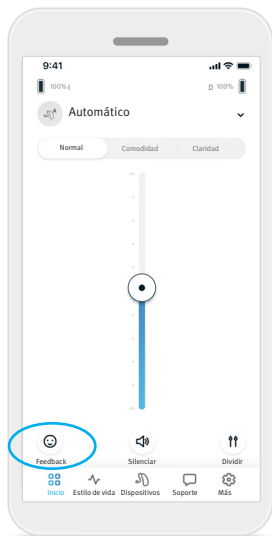 9:41
100% I
D 100%
Automático
Normal Comodidad Claridad
Feedback Silenciar Dividir
Inicio Estilo de vida Dispositivos Soporte Más